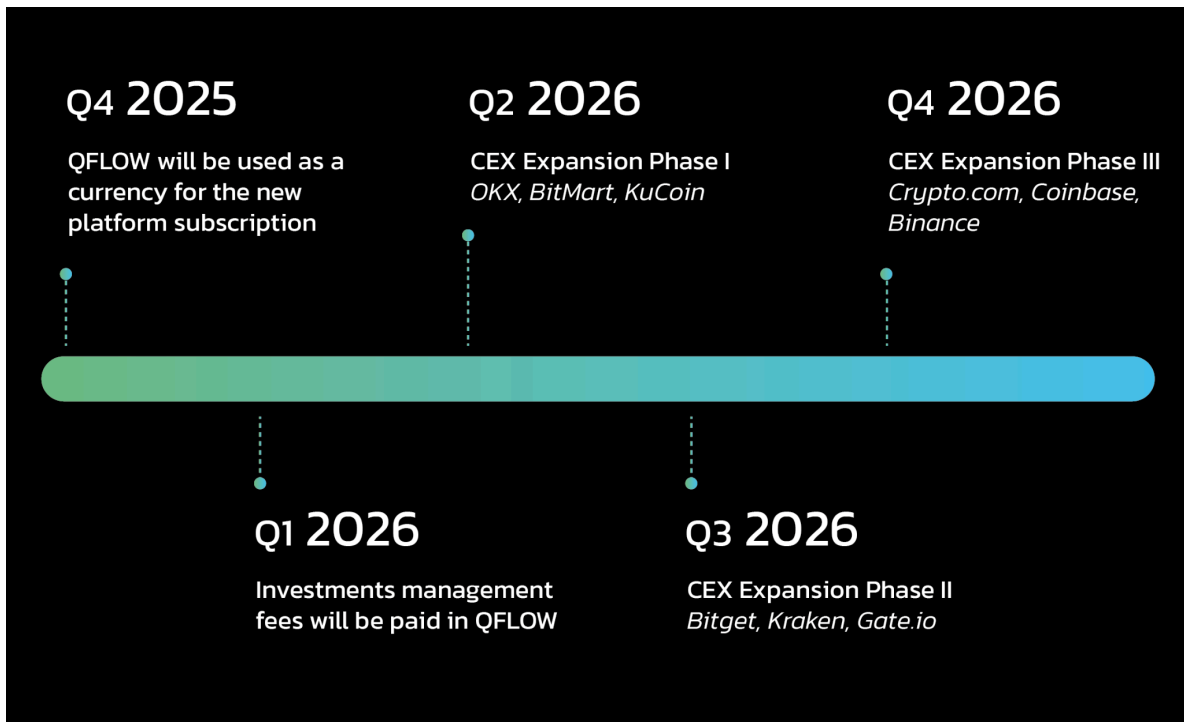 Q4 2025
QFLOW will be used as a
currency for the new
platform subscription
Q2 2026
CEX Expansion Phase I
OKX, BitMart, KuCoin
Q4 2026
CEX Expansion Phase III
Crypto.com, Coinbase,
Binance
Q1 2026
Investments management
fees will be paid in QFLOW
Q3 2026
CEX Expansion Phase II
Bitget, Kraken, Gate.io